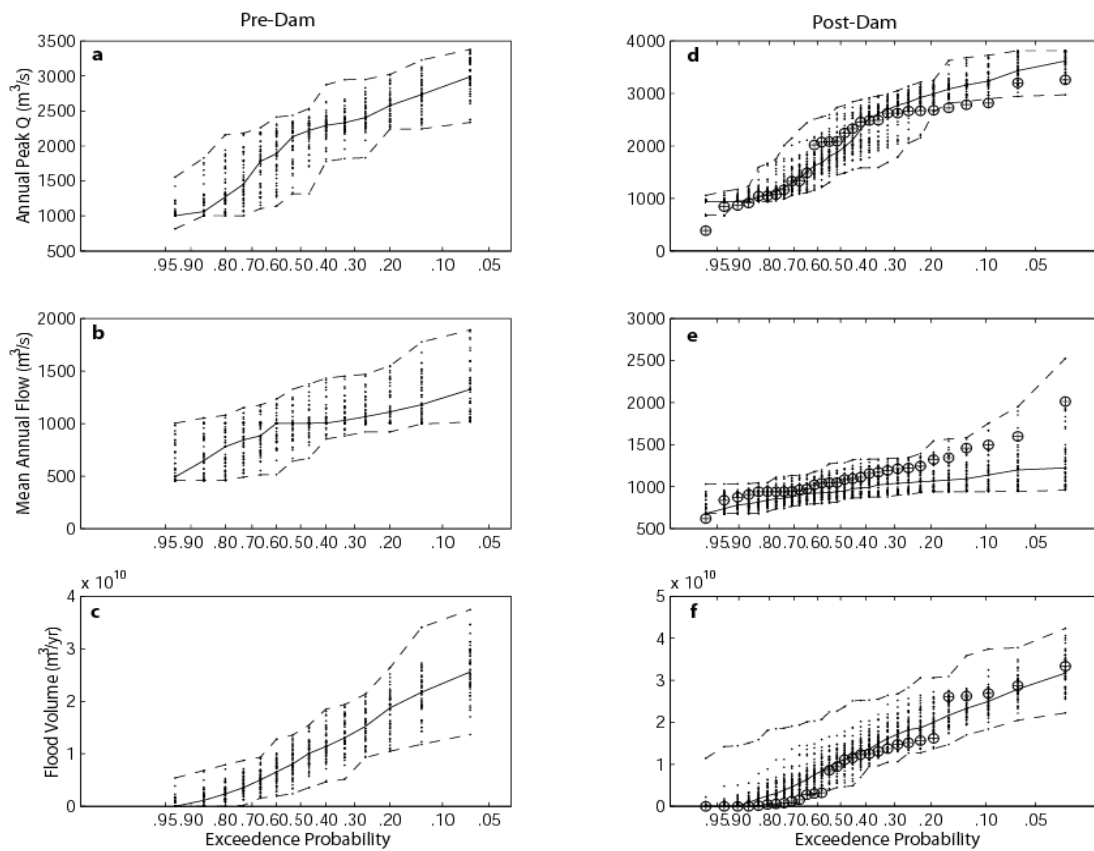 Pre-Dam
Post-Dam
a
3500
3000
2500
2000
1500
1000
500
Annual Peak Q (m³/s)
.95 .90 .80 .70 .60 .50 .40 .30 .20 .10 .05
d
4000
3000
2000
1000
0
.95 .90 .80 .70 .60 .50 .40 .30 .20 .10 .05
b
2000
1500
1000
500
0
Mean Annual Flow (m³/s)
.95 .90 .80 .70 .60 .50 .40 .30 .20 .10 .05
e
3000
2500
2000
1500
1000
500
.95 .90 .80 .70 .60 .50 .40 .30 .20 .10 .05
x 10¹⁰
c
4
3
2
1
0
Flood Volume (m³/yr)
.95 .90 .80 .70 .60 .50 .40 .30 .20 .10 .05
Exceedence Probability
x 10¹⁰
f
5
4
3
2
1
0
.95 .90 .80 .70 .60 .50 .40 .30 .20 .10 .05
Exceedence Probability